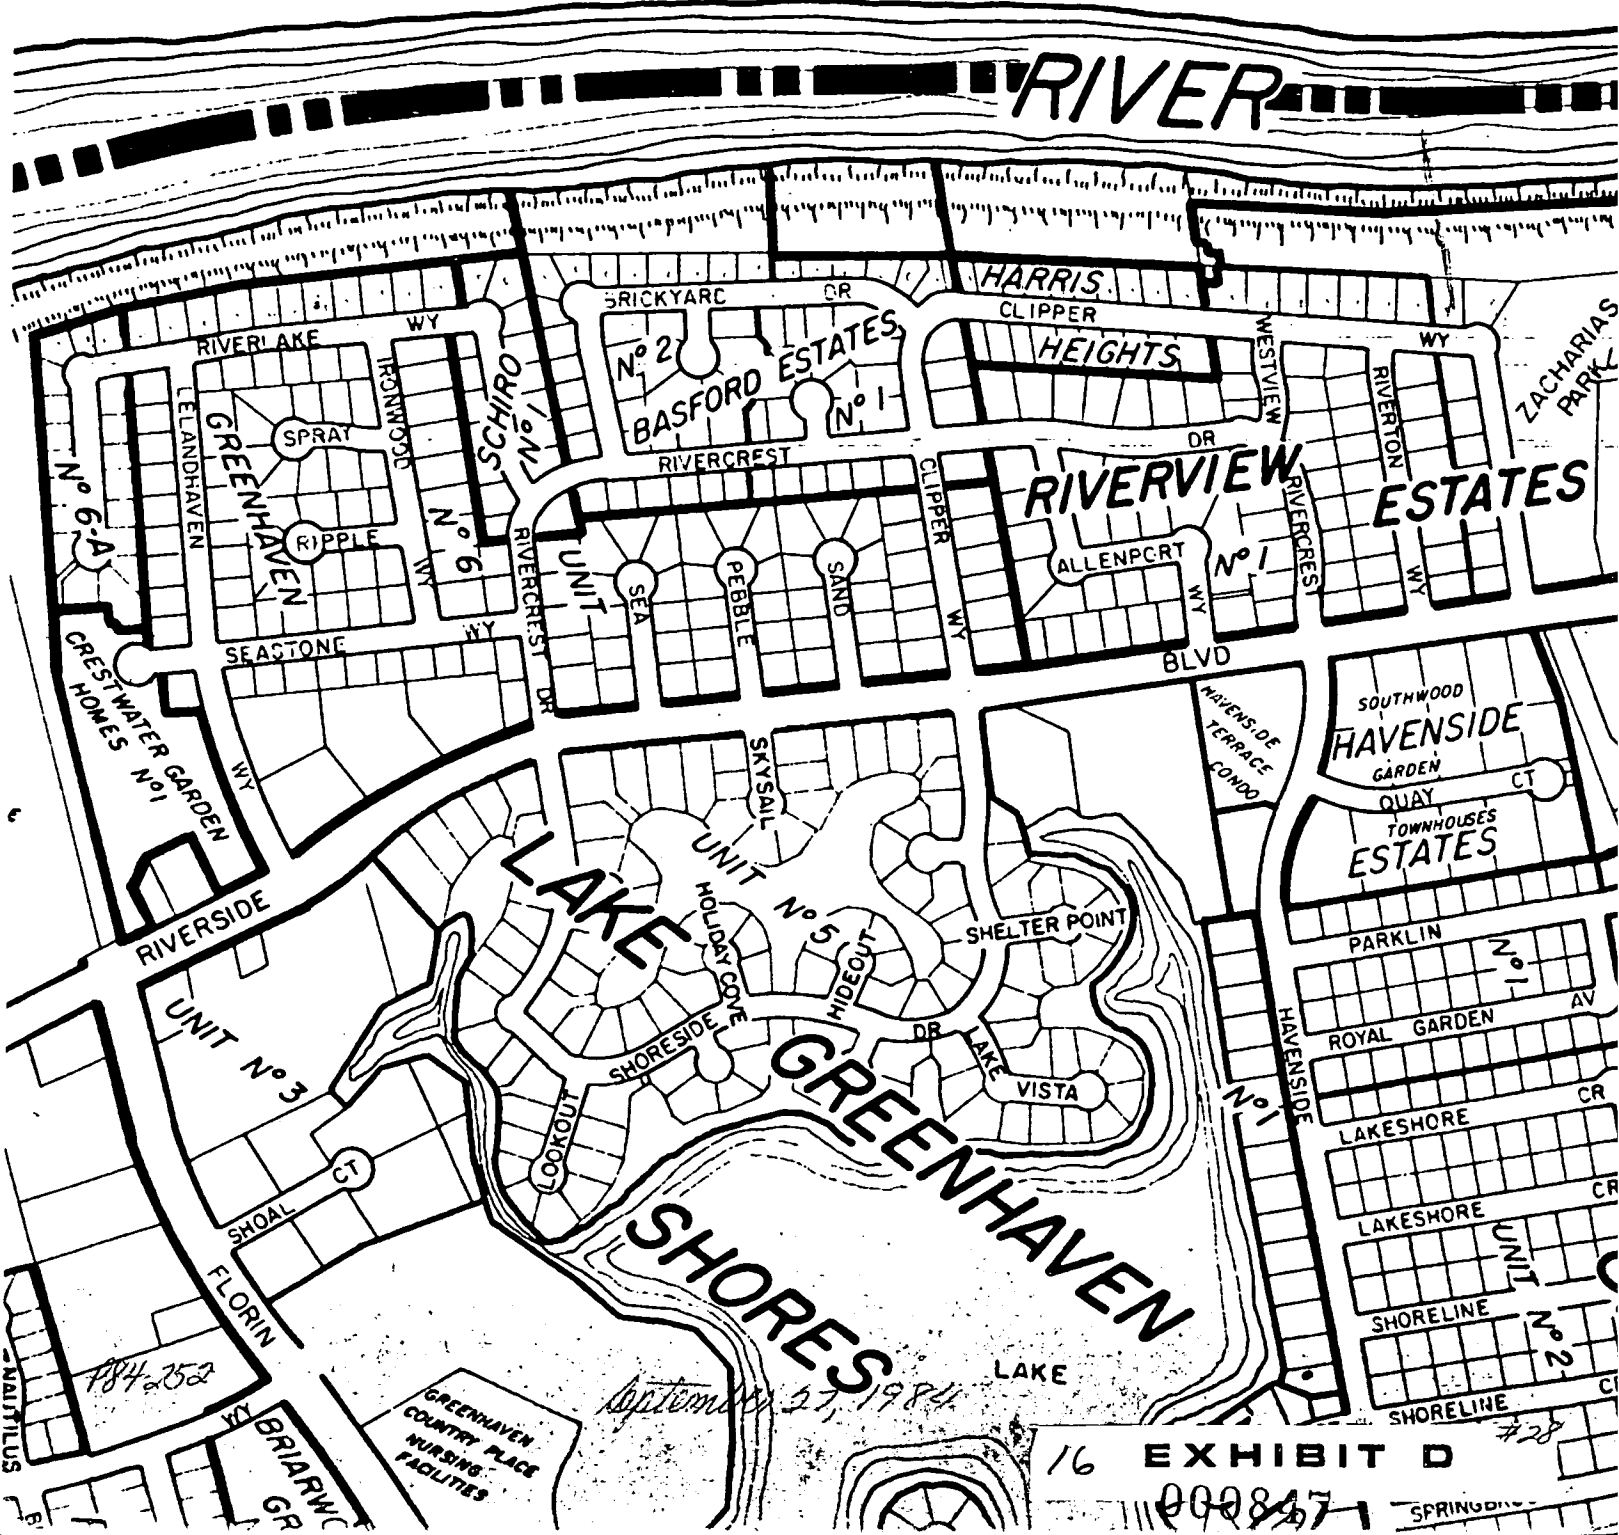 RIVER
HARRIS
CLIPPER
WY
HEIGHTS
BRICKYARD DR
RIVERLAKE WY
Nº 2
BASFORD ESTATES
Nº 1
SCHIRO
Nº 1
IRONWOOD
WY
LELANDHAVEN
WY
GREENHAVEN
SPRAY
RIPPLE
Nº 6
Nº 6-A
WESTVIEW
RIVERTON
WY
ZACHARIAS
PARK
RIVERCREST
DR
RIVERVIEW
ESTATES
Nº 1
CLIPPER
WY
ALLENPORT
WY
RIVERCREST
RIVERCREST
DR
UNIT
SEA
PEBBLE
SAND
SEASTONE WY
CRESTWATER GARDEN
HOMES Nº 1
RIVERSIDE
BLVD
HAVENSIDE
TERRACE
CONDO
SOUTHWOOD
HAVENSIDE
GARDEN
QUAY CT
TOWNHOUSES
ESTATES
SKYSAIL
UNIT Nº 5
LAKE
HOLIDAY COVE
HIDEOUT
SHELTER POINT
SHORESIDE
DR
LAKE
VISTA
GREENHAVEN
LOOKOUT
SHORES
UNIT Nº 3
SHOAL CT
FLORIN
PARKLIN
Nº 1
ROYAL GARDEN AV
HAVENSIDE
Nº 1
LAKESHORE CR
LAKESHORE CR
UNIT
Nº 2
SHORELINE
SHORELINE
LAKE
P84-252
September 27, 1984
NAUTILUS
WY
GREENHAVEN
COUNTRY PLACE
NURSING
FACILITIES
16 EXHIBIT D #28
000847